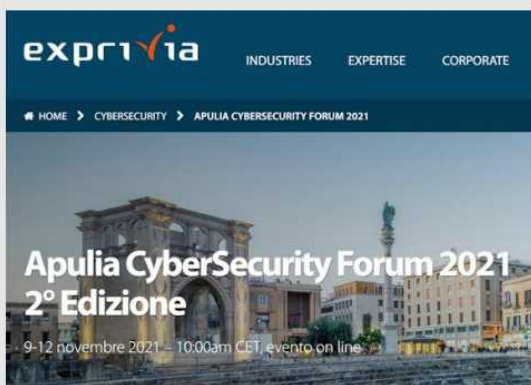 exprivia
INDUSTRIES EXPERTISE CORPORATE
HOME CYBERSECURITY APULIA CYBERSECURITY FORUM 2021
Apulia CyberSecurity Forum 2021
2° Edizione
9-12 novembre 2021 – 10:00am CET, evento on line